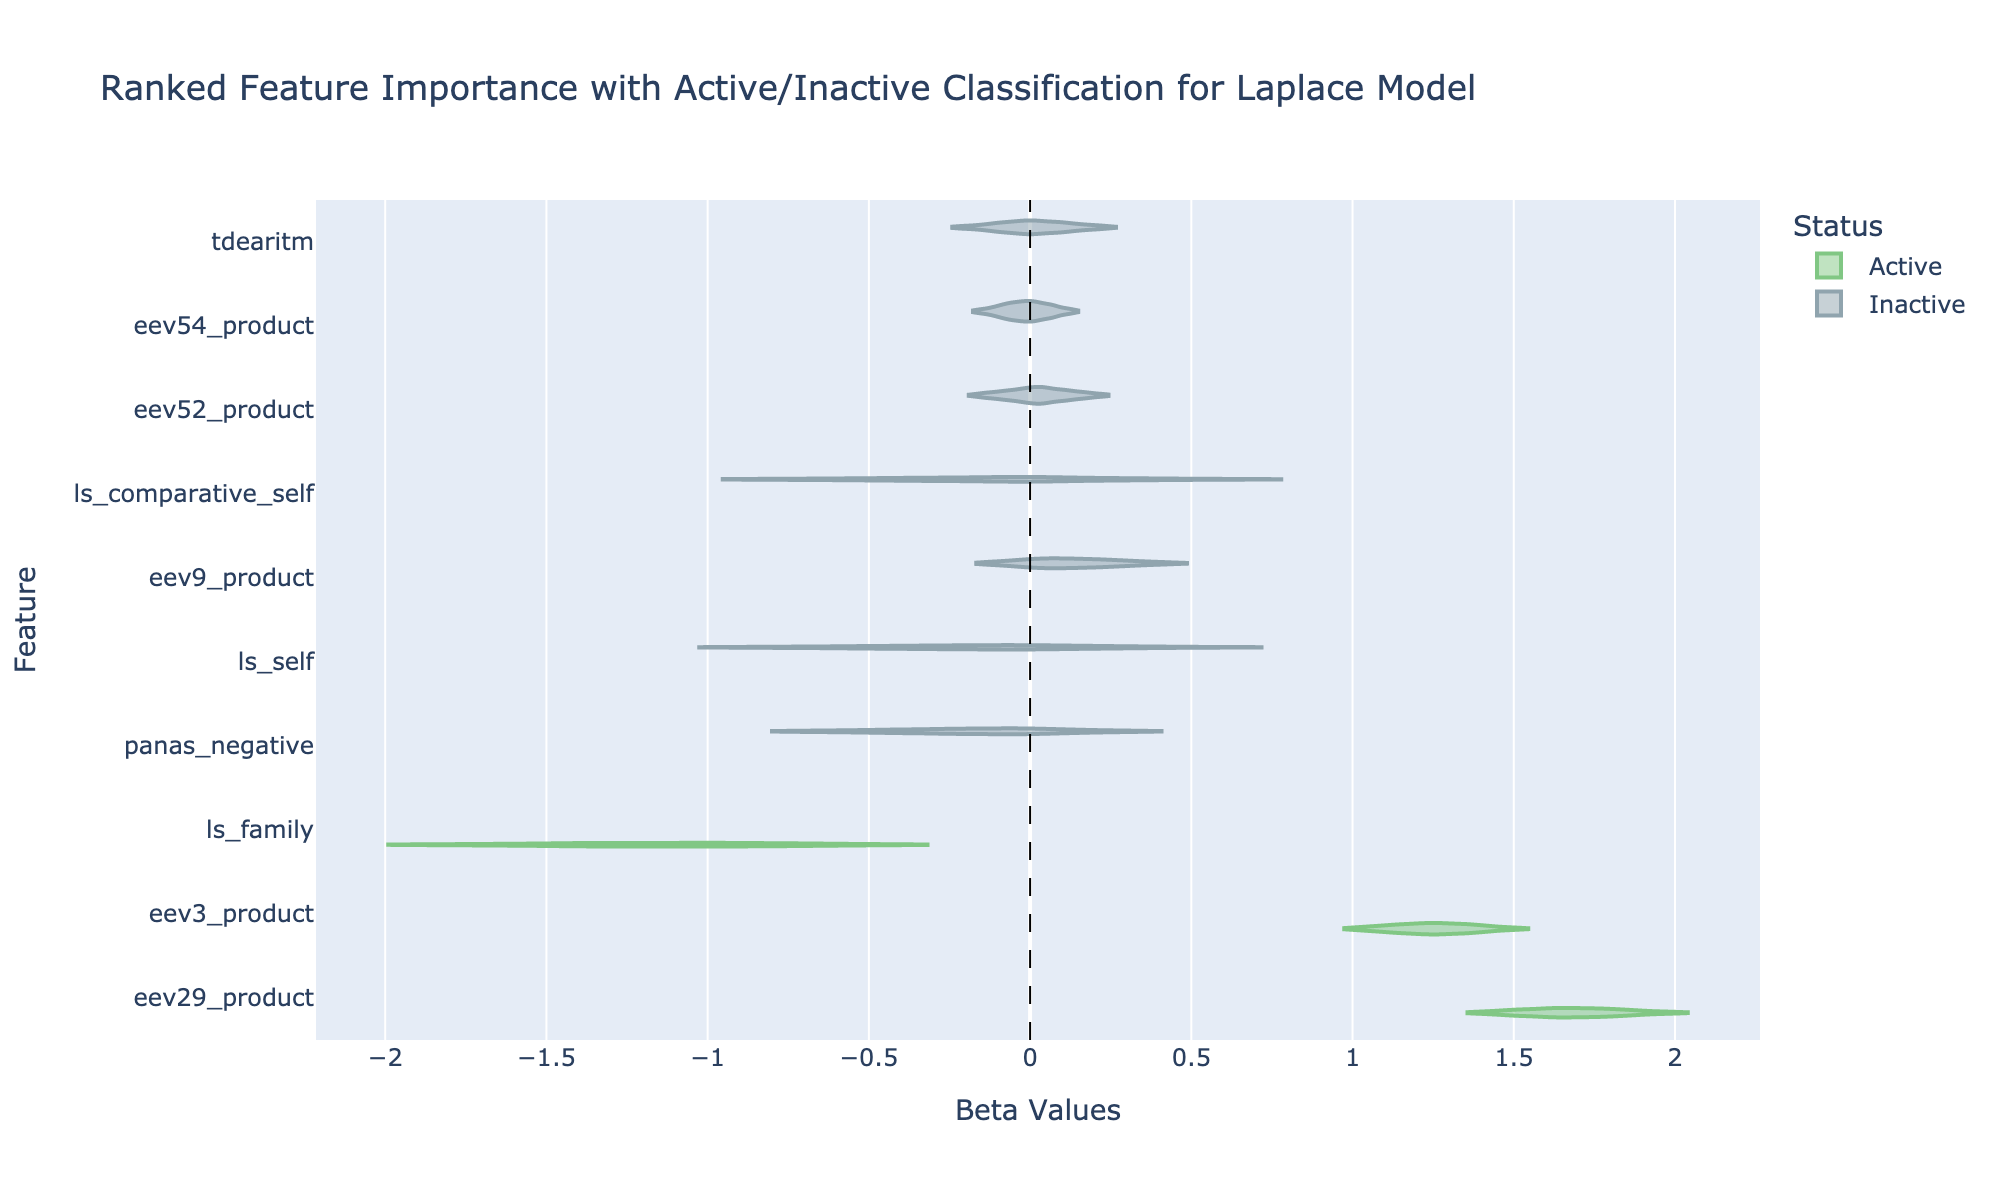 Ranked Feature Importance with Active/Inactive Classification for Laplace Model
Status
Active
Inactive
Feature
tdearitm
eev54_product
eev52_product
ls_comparative_self
eev9_product
ls_self
panas_negative
ls_family
eev3_product
eev29_product
−2 −1.5 −1 −0.5 0 0.5 1 1.5 2
Beta Values